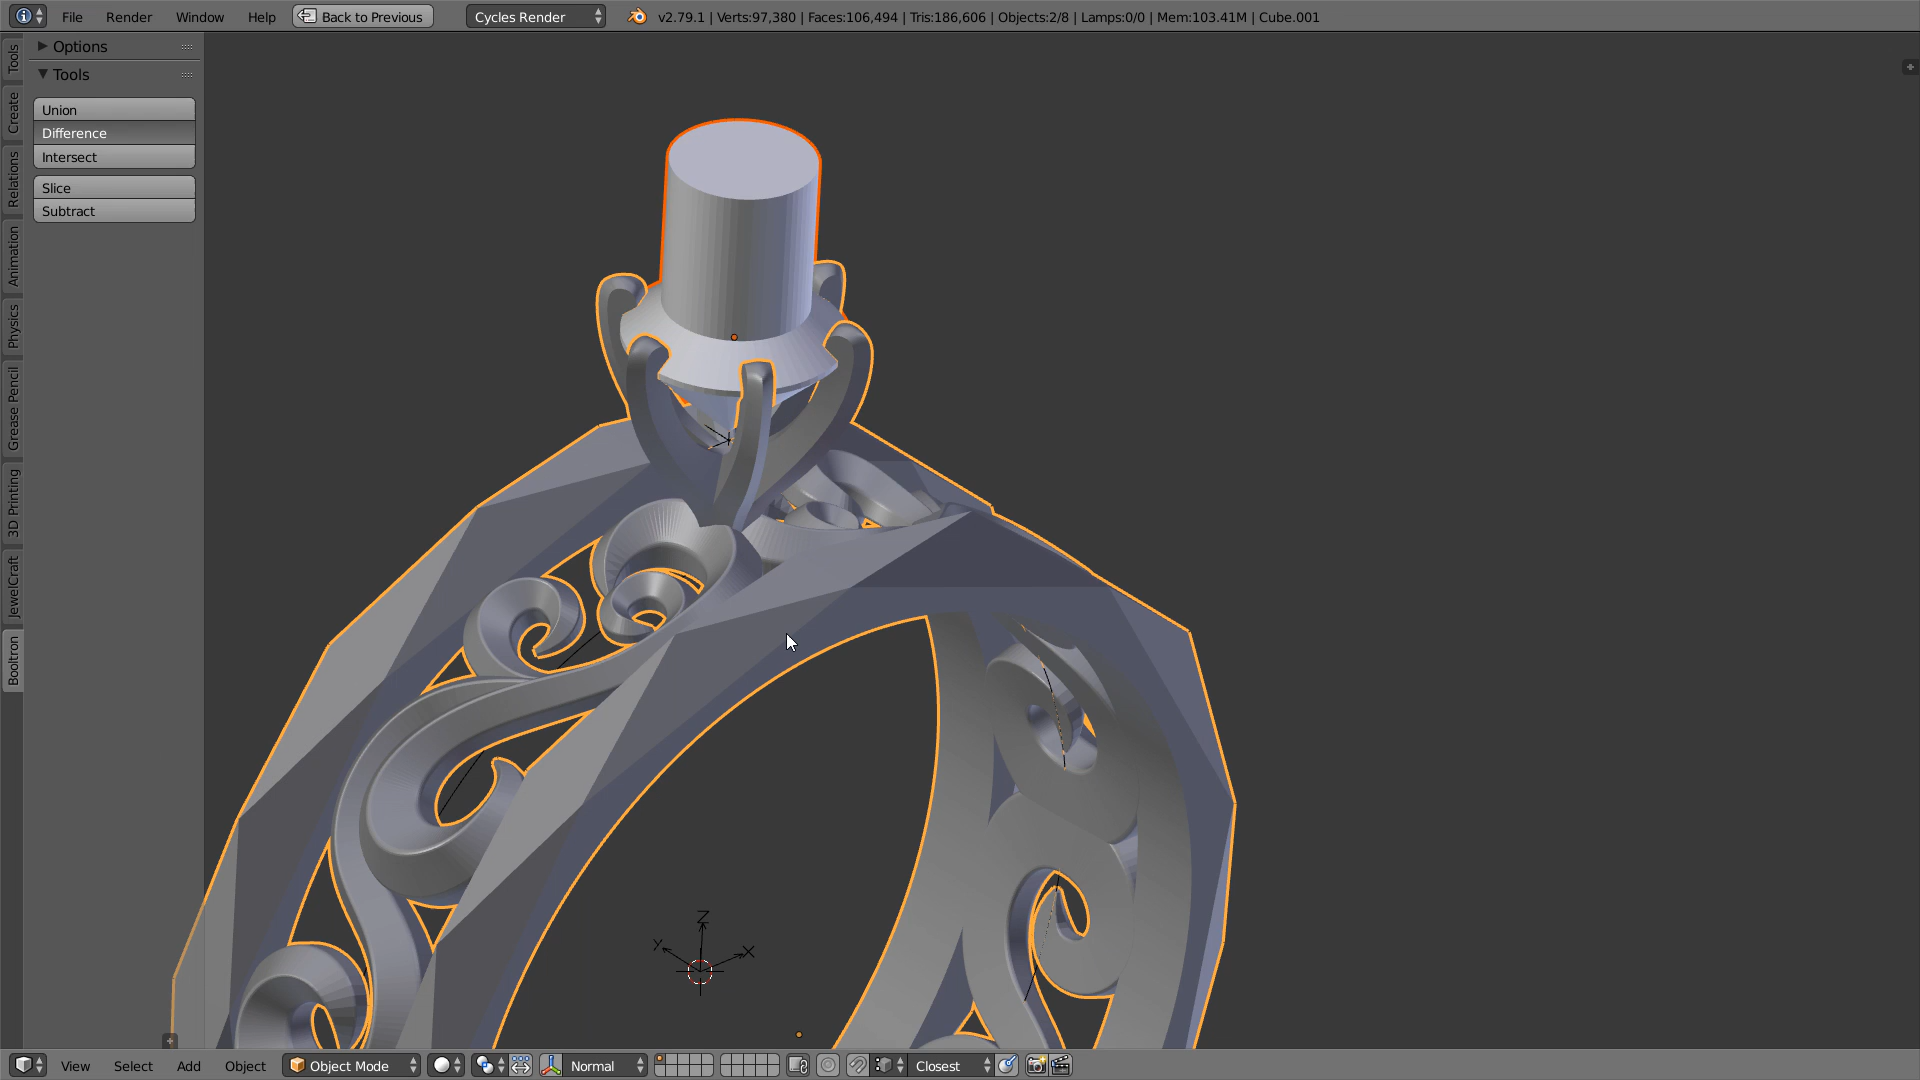 File Render Window Help Back to Previous Cycles Render v2.79.1 | Verts:97,380 | Faces:106,494 | Tris:186,606 | Objects:2/8 | Lamps:0/0 | Mem:103.41M | Cube.001
Options
Tools
Union
Difference
Intersect
Slice
Subtract
Tools
Create
Relations
Animation
Physics
Grease Pencil
3D Printing
JewelCraft
Booltron
Z
Y
X
View Select Add Object Object Mode Normal Closest